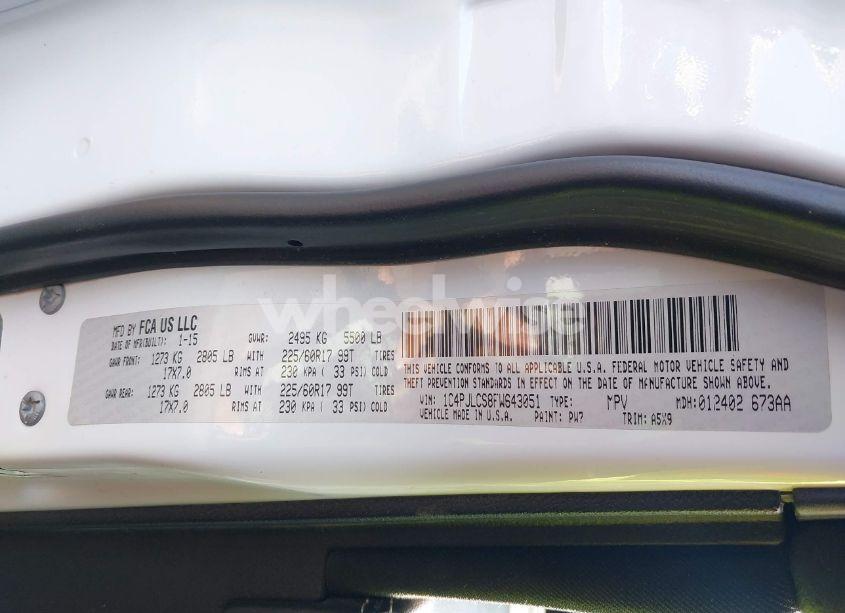 wheelwise
MFD BY FCA US LLC
DATE OF MFR(BUILT): 1-15 GVWR: 2495 KG 5500 LB
GAWR FRONT: 1273 KG 2805 LB WITH 225/60R17 99T TIRES
17X7.0 RIMS AT 230 KPA ( 33 PSI) COLD
GAWR REAR: 1273 KG 2805 LB WITH 225/60R17 99T TIRES
17X7.0 RIMS AT 230 KPA ( 33 PSI) COLD
THIS VEHICLE CONFORMS TO ALL APPLICABLE U.S.A. FEDERAL MOTOR VEHICLE SAFETY AND
THEFT PREVENTION STANDARDS IN EFFECT ON THE DATE OF MANUFACTURE SHOWN ABOVE.
VIN: 1C4PJLCS8FW643051 TYPE: MPV MDH: 012402 673AA
VEHICLE MADE IN U.S.A. PAINT: PW7 TRIM: A5X9